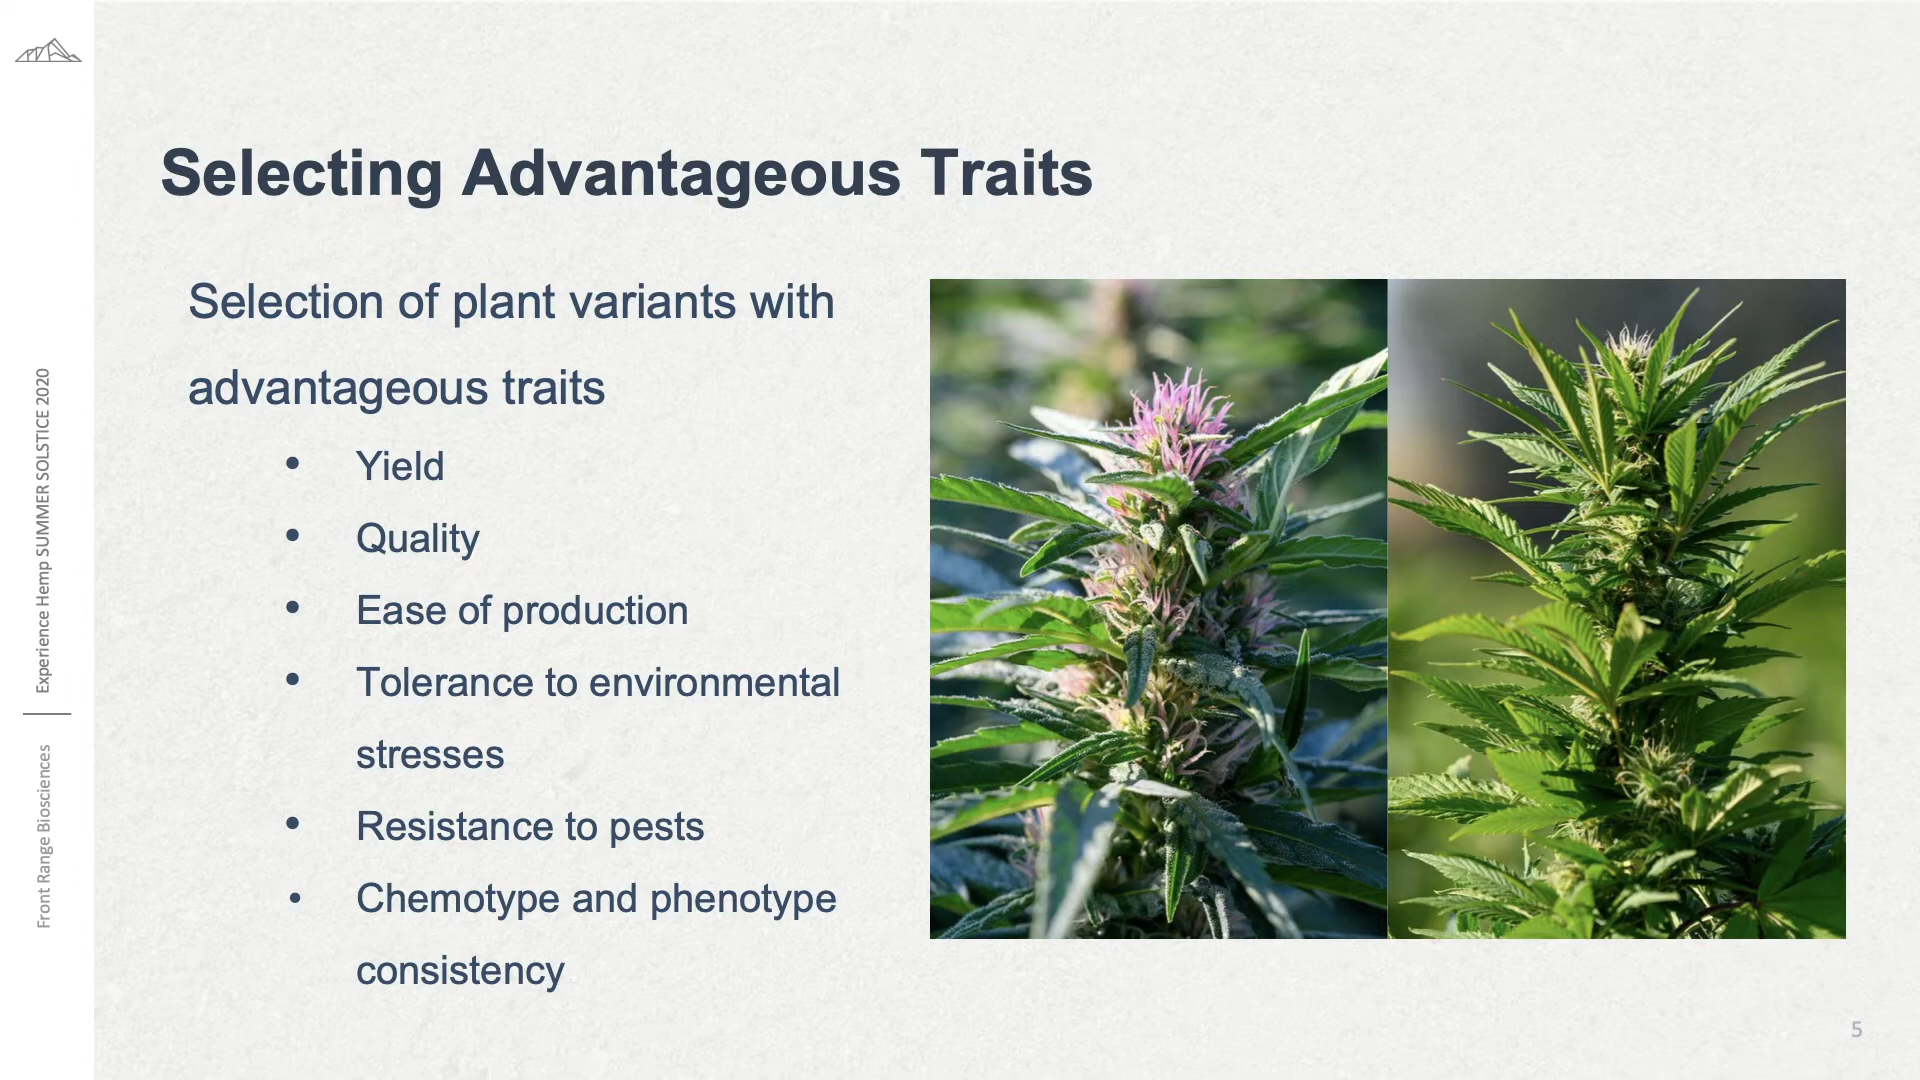 Selecting Advantageous Traits
Selection of plant variants with
advantageous traits
• Yield
• Quality
• Ease of production
• Tolerance to environmental
stresses
• Resistance to pests
• Chemotype and phenotype
consistency
Experience Hemp SUMMER SOLSTICE 2020
Front Range Biosciences
5